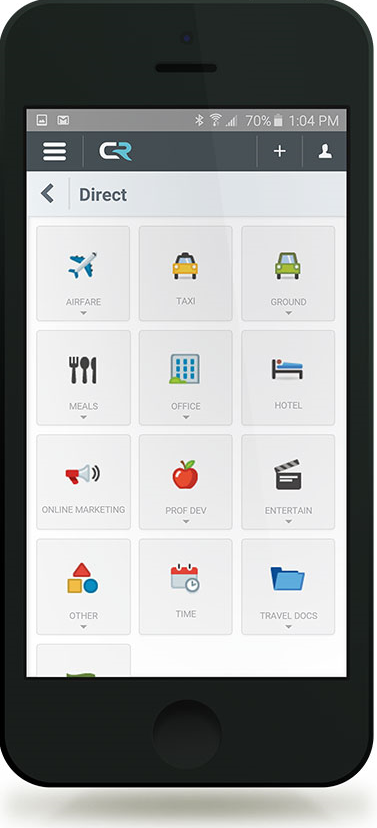 70% 1:04 PM
CR
Direct
AIRFARE
TAXI
GROUND
MEALS
OFFICE
HOTEL
ONLINE MARKETING
PROF DEV
ENTERTAIN
OTHER
TIME
TRAVEL DOCS